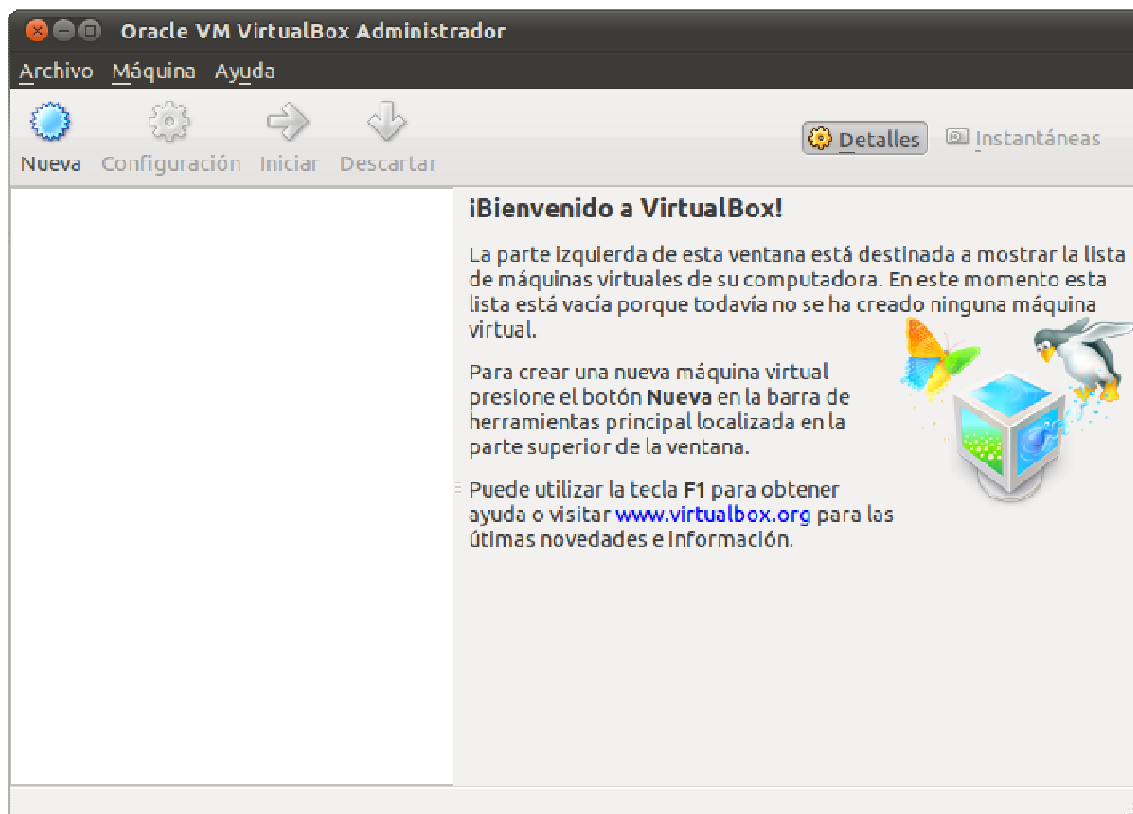 Oracle VM VirtualBox Administrador
Archivo Máquina Ayuda
Nueva Configuración Iniciar Descartar
Detalles Instantáneas
¡Bienvenido a VirtualBox!
La parte izquierda de esta ventana está destinada a mostrar la lista
de máquinas virtuales de su computadora. En este momento esta
lista está vacía porque todavía no se ha creado ninguna máquina
virtual.
Para crear una nueva máquina virtual
presione el botón Nueva en la barra de
herramientas principal localizada en la
parte superior de la ventana.
Puede utilizar la tecla F1 para obtener
ayuda o visitar www.virtualbox.org para las
útimas novedades e información.